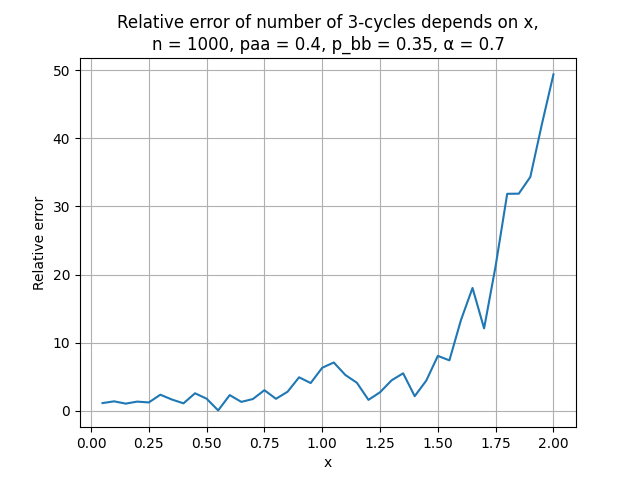 Relative error of number of 3-cycles depends on x,
n = 1000, paa = 0.4, p_bb = 0.35, α = 0.7
50
40
30
20
10
0
Relative error
0.00 0.25 0.50 0.75 1.00 1.25 1.50 1.75 2.00
x